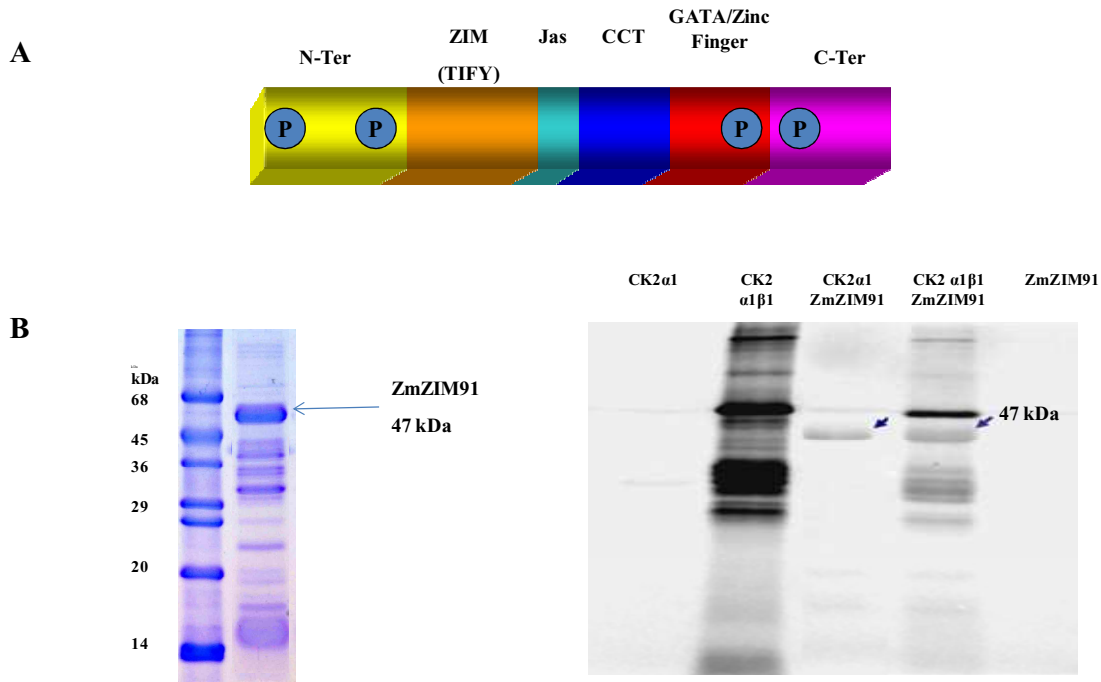 A
N-Ter
ZIM
(TIFY)
Jas
CCT
GATA/Zinc
Finger
C-Ter
P P P P
B
kDa
68
45
36
29
20
14
ZmZIM91
47 kDa
CK2α1
CK2
α1β1
CK2α1
ZmZIM91
CK2 α1β1
ZmZIM91
ZmZIM91
47 kDa